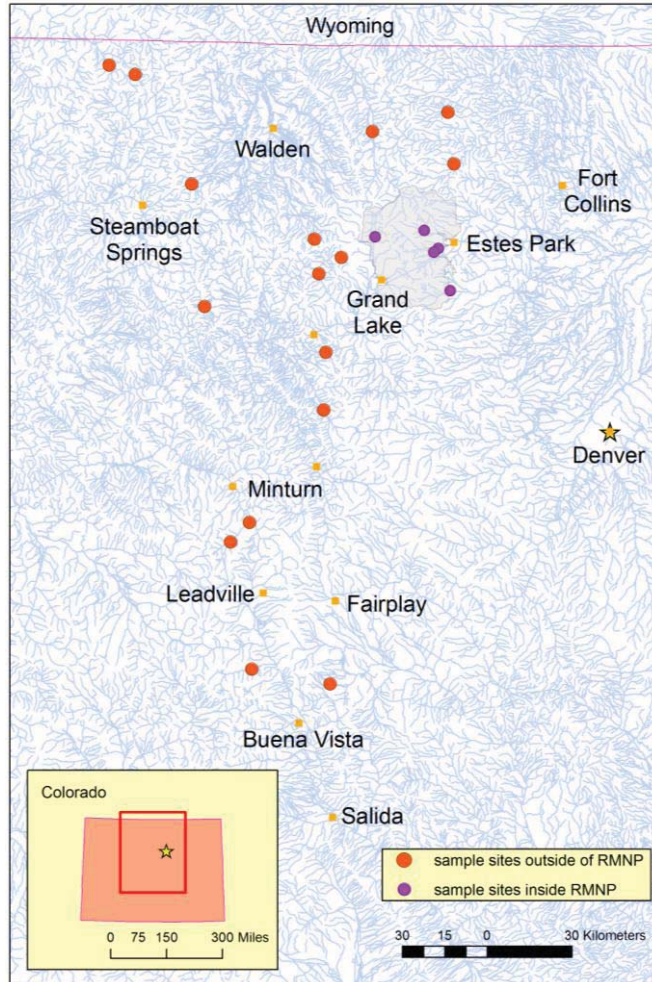 Wyoming
Walden
Fort
Collins
Steamboat
Springs
Estes Park
Grand
Lake
Denver
Minturn
Leadville
Fairplay
Buena Vista
Salida
Colorado
0 75 150 300 Miles
sample sites outside of RMNP
sample sites inside RMNP
30 15 0 30 Kilometers